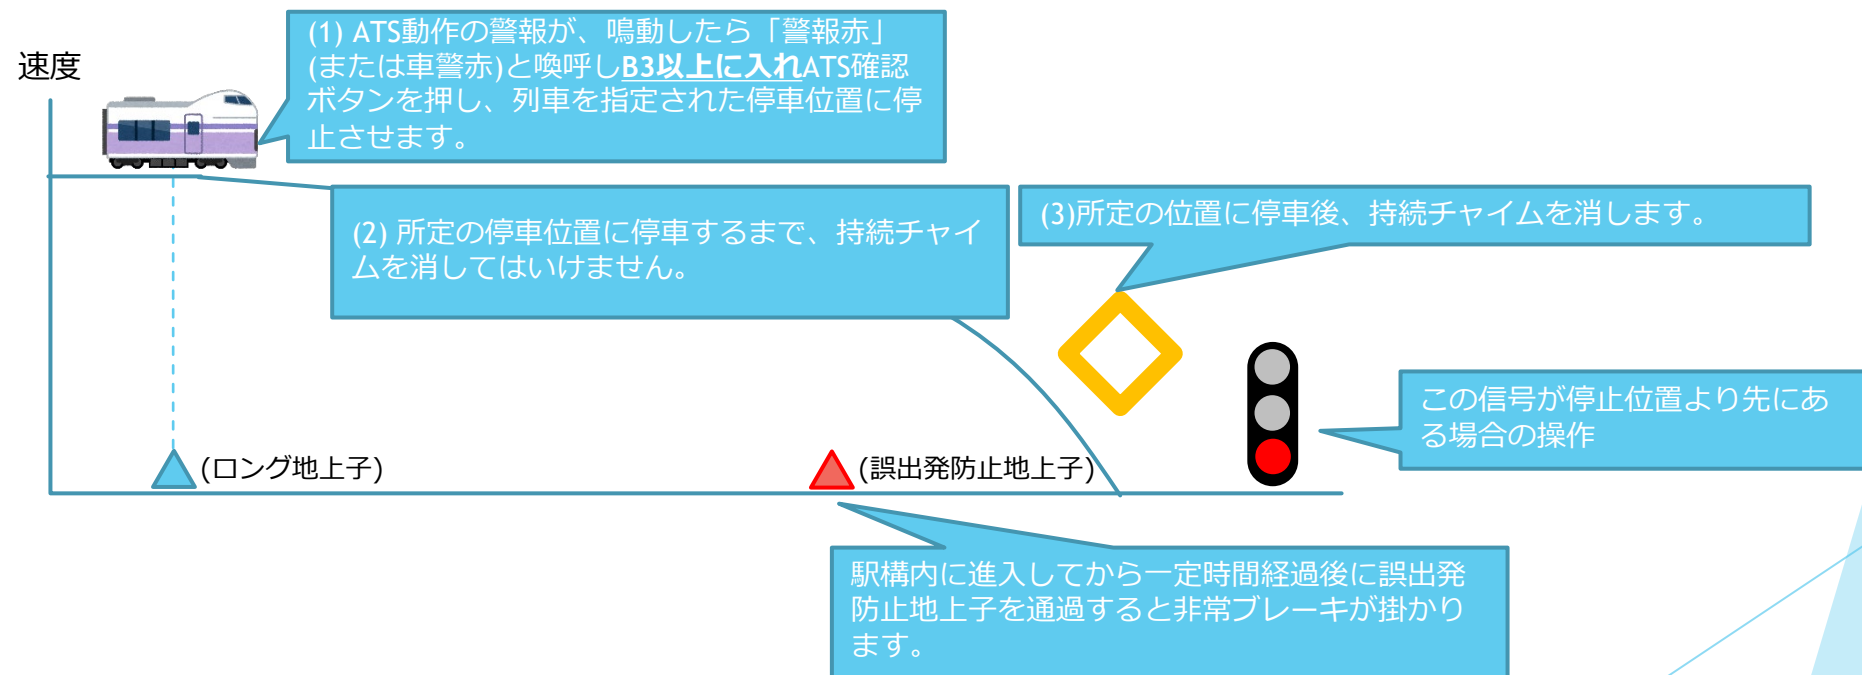 速度
(1) ATS動作の警報が、鳴動したら「警報赤」
(または車警赤)と喚呼しB3以上に入れATS確認
ボタンを押し、列車を指定された停車位置に停
止させます。
(2) 所定の停車位置に停車するまで、持続チャイ
ムを消してはいけません。
(3)所定の位置に停車後、持続チャイムを消します。
この信号が停止位置より先にあ
る場合の操作
(ロング地上子)
(誤出発防止地上子)
駅構内に進入してから一定時間経過後に誤出発
防止地上子を通過すると非常ブレーキが掛かり
ます。